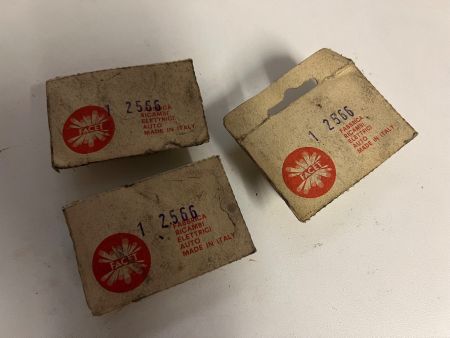 1 2566
FABBRICA
RICAMBI
ELETTRICI
AUTO
MADE IN ITALY
FACET
1 2566
FABBRICA
RICAMBI
ELETTRICI
AUTO
MADE IN ITALY
FACET
1 2566
FABBRICA
RICAMBI
ELETTRICI
AUTO
MADE IN ITALY
FACET